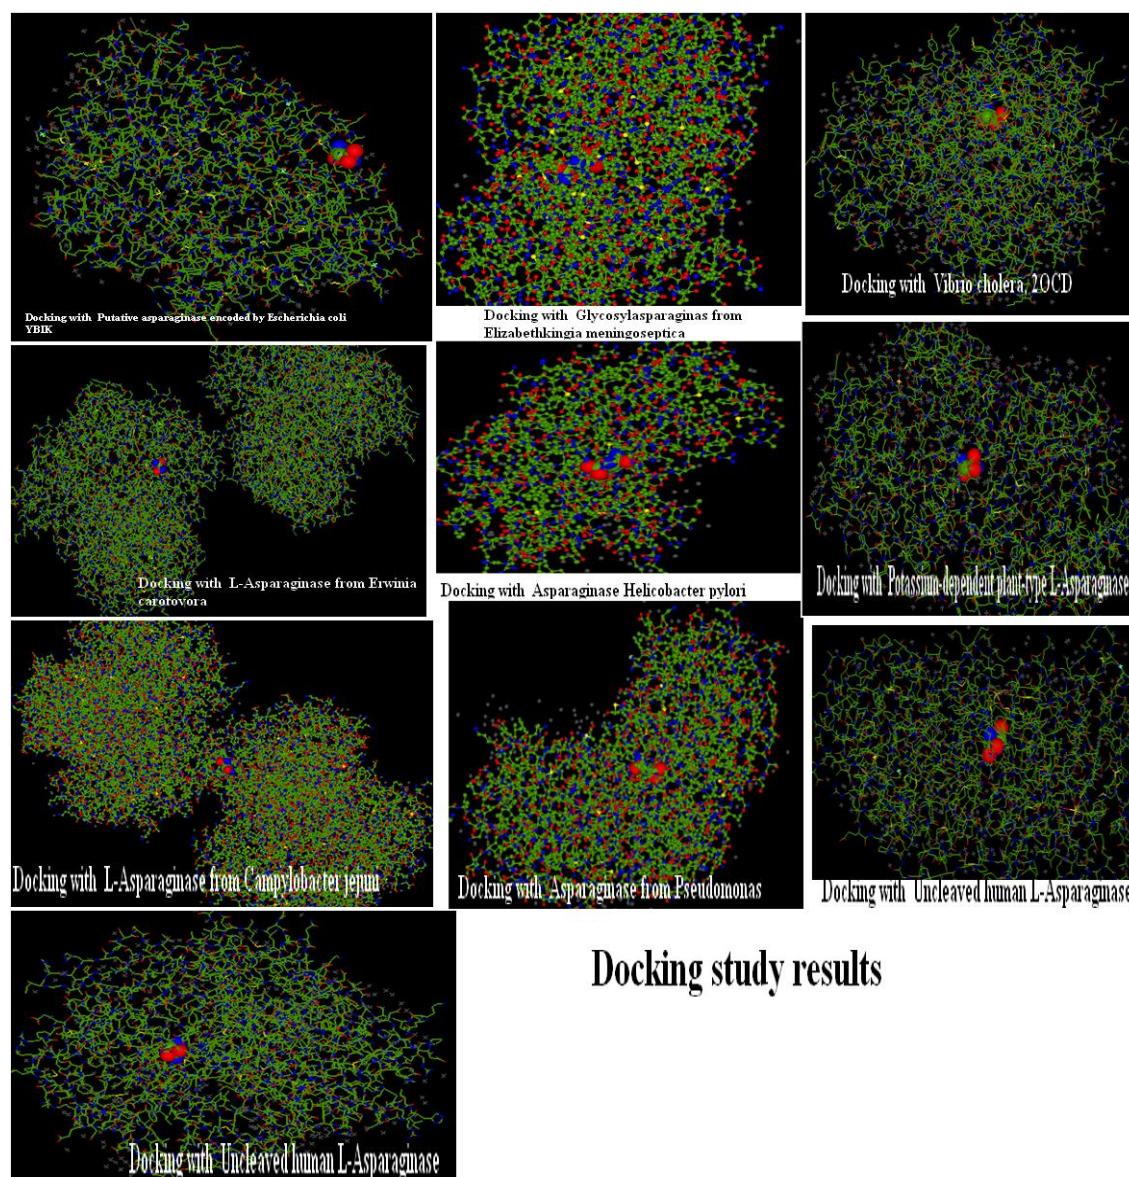 Docking with Putative asparaginase encoded by Escherichia coli
YBIK
Docking with Glycosylasparaginas from
Elizabethkingia meningoseptica
Docking with Vibrio cholera, 2OCD
Docking with L-Asparaginase from Erwinia
carotovora
Docking with Asparaginase Helicobacter pylori
Docking with Potassium-dependent plant-type L-Asparaginase
Docking with L-Asparaginase from Campylobacter jejuni
Docking with Asparaginase from Pseudomonas
Docking with Uncleaved human L-Asparaginase
Docking with Uncleaved human L-Asparaginase
Docking study results